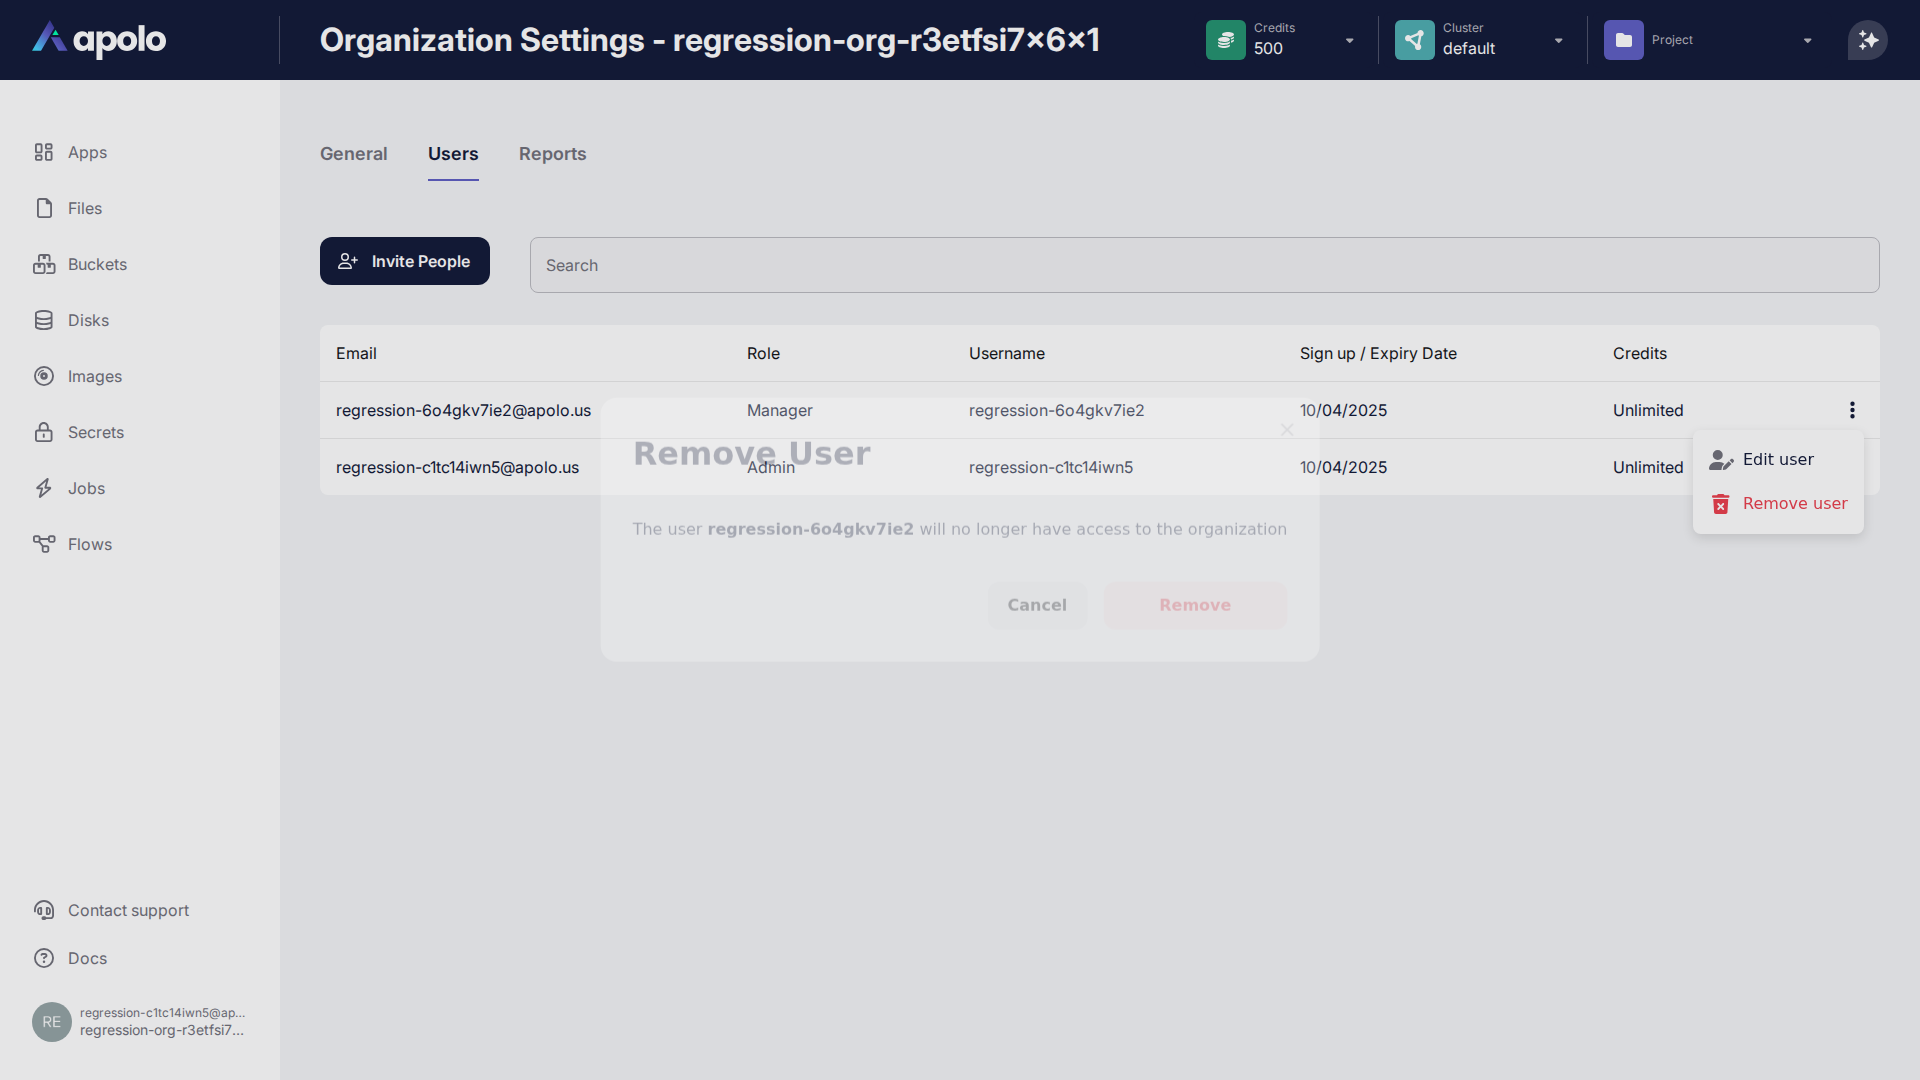 apolo
Organization Settings - regression-org-r3etfsi7x6x1
Credits
500
Cluster
default
Project
Apps
Files
Buckets
Disks
Images
Secrets
Jobs
Flows
General Users Reports
Invite People
Search
Email Role Username Sign up / Expiry Date Credits
regression-6o4gkv7ie2@apolo.us Manager regression-6o4gkv7ie2 10/04/2025 Unlimited
regression-c1tc14iwn5@apolo.us Admin regression-c1tc14iwn5 10/04/2025 Unlimited
Edit user
Remove user
Remove User
The user regression-6o4gkv7ie2 will no longer have access to the organization
Cancel Remove
Contact support
Docs
RE
regression-c1tc14iwn5@ap...
regression-org-r3etfsi7...